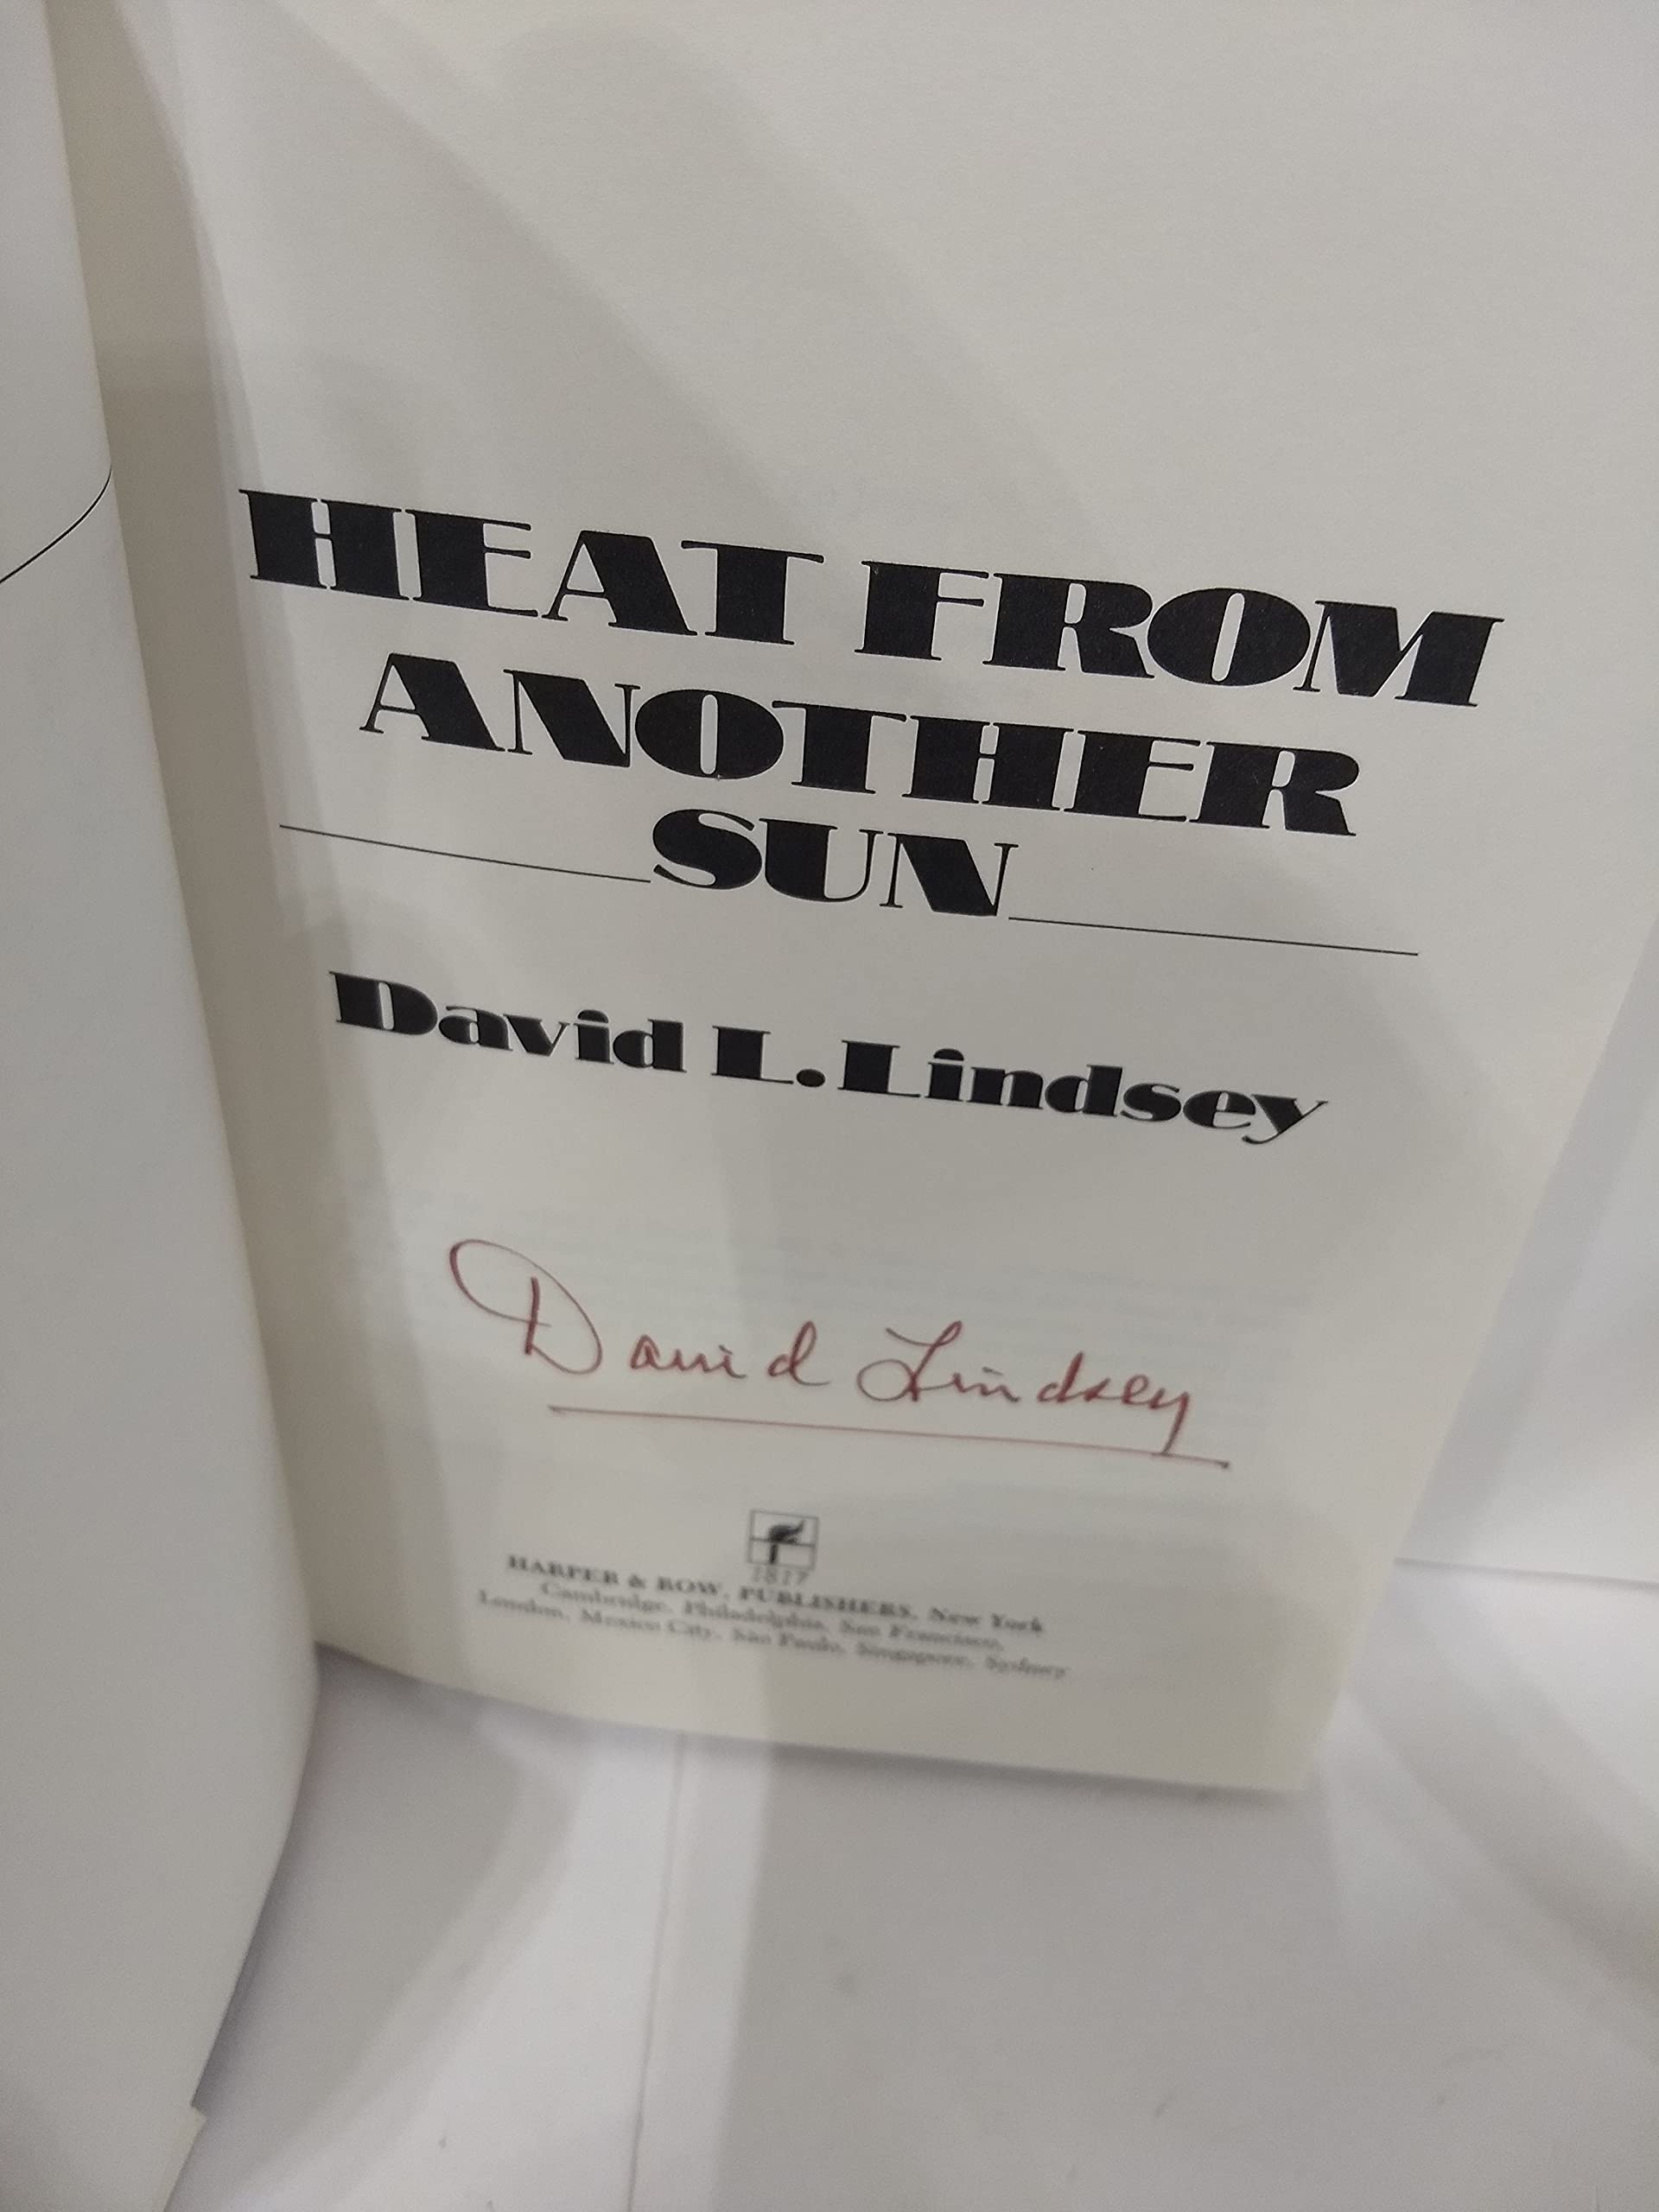 HEAT FROM
ANOTHER
SUN
David L. Lindsey
David Lindsey
1817
HARPER & ROW, PUBLISHERS, New York
Cambridge, Philadelphia, San Francisco,
London, Mexico City, São Paulo, Singapore, Sydney